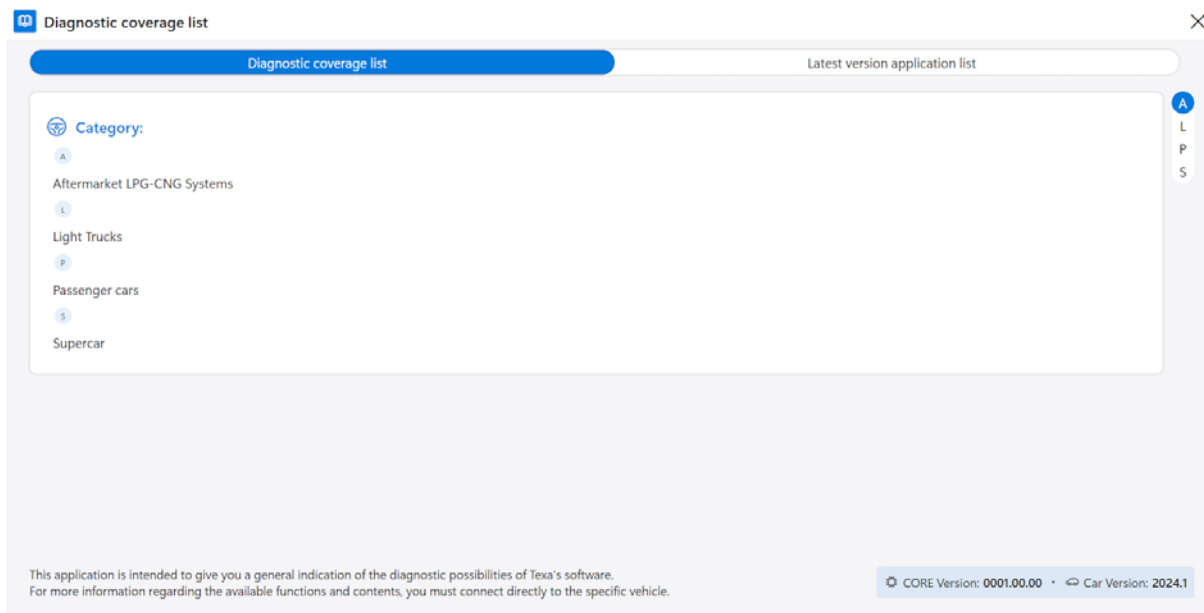 Diagnostic coverage list
Diagnostic coverage list
Latest version application list
Category:
A
Aftermarket LPG-CNG Systems
L
Light Trucks
P
Passenger cars
S
Supercar
A
L
P
S
This application is intended to give you a general indication of the diagnostic possibilities of Texa's software.
For more information regarding the available functions and contents, you must connect directly to the specific vehicle.
CORE Version: 0001.00.00 · Car Version: 2024.1